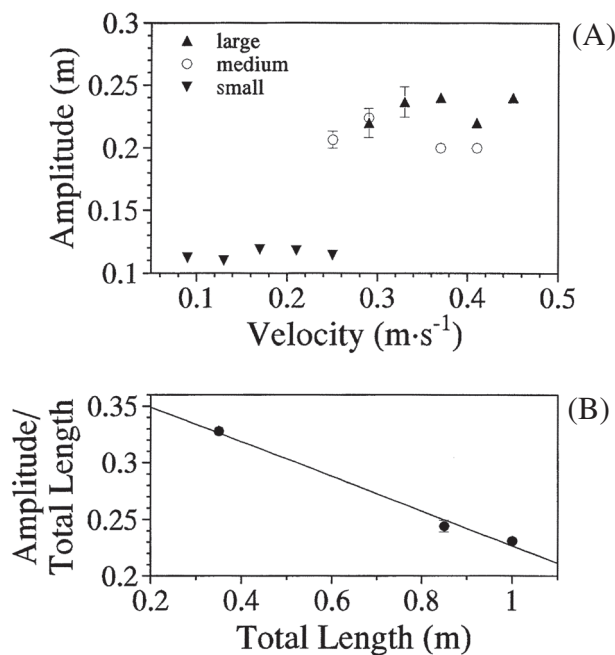 (A)
0.3
large
medium
small
0.25
0.2
0.15
0.1
Amplitude (m)
0.1 0.2 0.3 0.4 0.5
Velocity (m·s⁻¹)
(B)
0.35
0.3
0.25
0.2
Amplitude/
Total Length
0.2 0.4 0.6 0.8 1
Total Length (m)